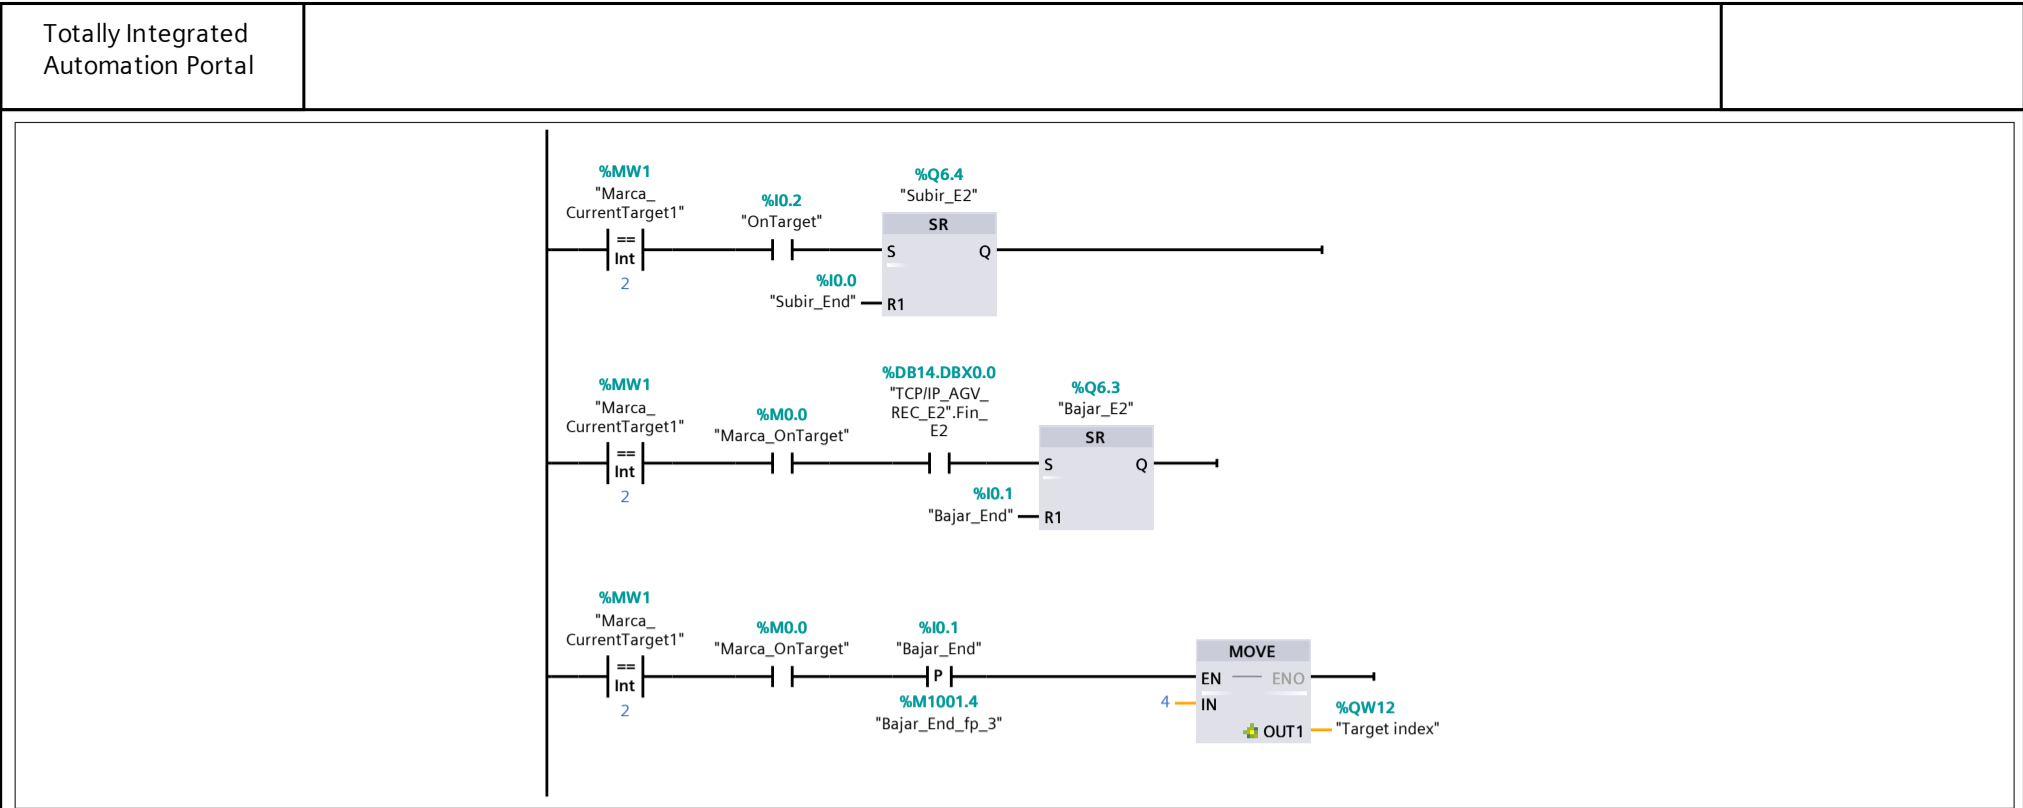 Totally Integrated
Automation Portal
%MW1
"Marca_
CurrentTarget1"
==
Int
2
%I0.2
"OnTarget"
%Q6.4
"Subir_E2"
SR
S
Q
%I0.0
"Subir_End"
R1
%MW1
"Marca_
CurrentTarget1"
==
Int
2
%M0.0
"Marca_OnTarget"
%DB14.DBX0.0
"TCP/IP_AGV_
REC_E2".Fin_
E2
%Q6.3
"Bajar_E2"
SR
S
Q
%I0.1
"Bajar_End"
R1
%MW1
"Marca_
CurrentTarget1"
==
Int
2
%M0.0
"Marca_OnTarget"
%I0.1
"Bajar_End"
P
%M1001.4
"Bajar_End_fp_3"
MOVE
EN
ENO
4
IN
OUT1
%QW12
"Target index"